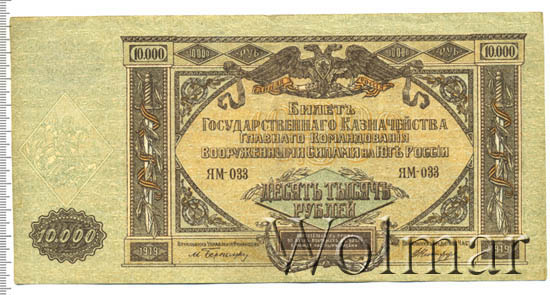 10.000 10.000 РУБ. 10.000 РУБ. 10.000
Билетъ
Государственнаго Казначейства
Главнаго Командования
Вооруженными Силами на Югѣ Россіи
ЯМ-033 ЯМ-033
Десять тысячъ
рублей
10.000
1919 1919
Wolmar